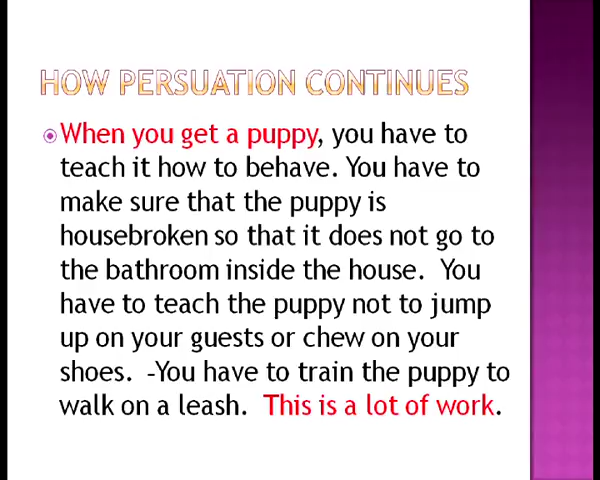 HOW PERSUATION CONTINUES
When you get a puppy, you have to
teach it how to behave. You have to
make sure that the puppy is
housebroken so that it does not go to
the bathroom inside the house.  You
have to teach the puppy not to jump
up on your guests or chew on your
shoes.  -You have to train the puppy to
walk on a leash.  This is a lot of work.